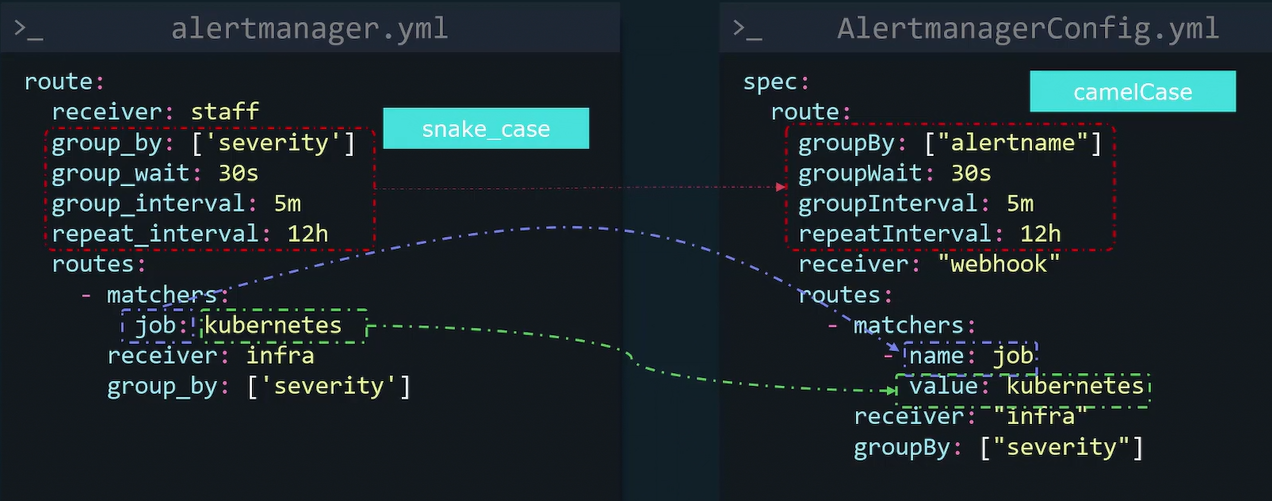 >_ alertmanager.yml
route:
  receiver: staff
  group_by: ['severity']
  group_wait: 30s
  group_interval: 5m
  repeat_interval: 12h
  routes:
    - matchers:
        job: kubernetes
      receiver: infra
      group_by: ['severity']
snake_case
>_ AlertmanagerConfig.yml
spec:
  route:
    groupBy: ["alertname"]
    groupWait: 30s
    groupInterval: 5m
    repeatInterval: 12h
    receiver: "webhook"
    routes:
      - matchers:
          - name: job
            value: kubernetes
        receiver: "infra"
        groupBy: ["severity"]
camelCase